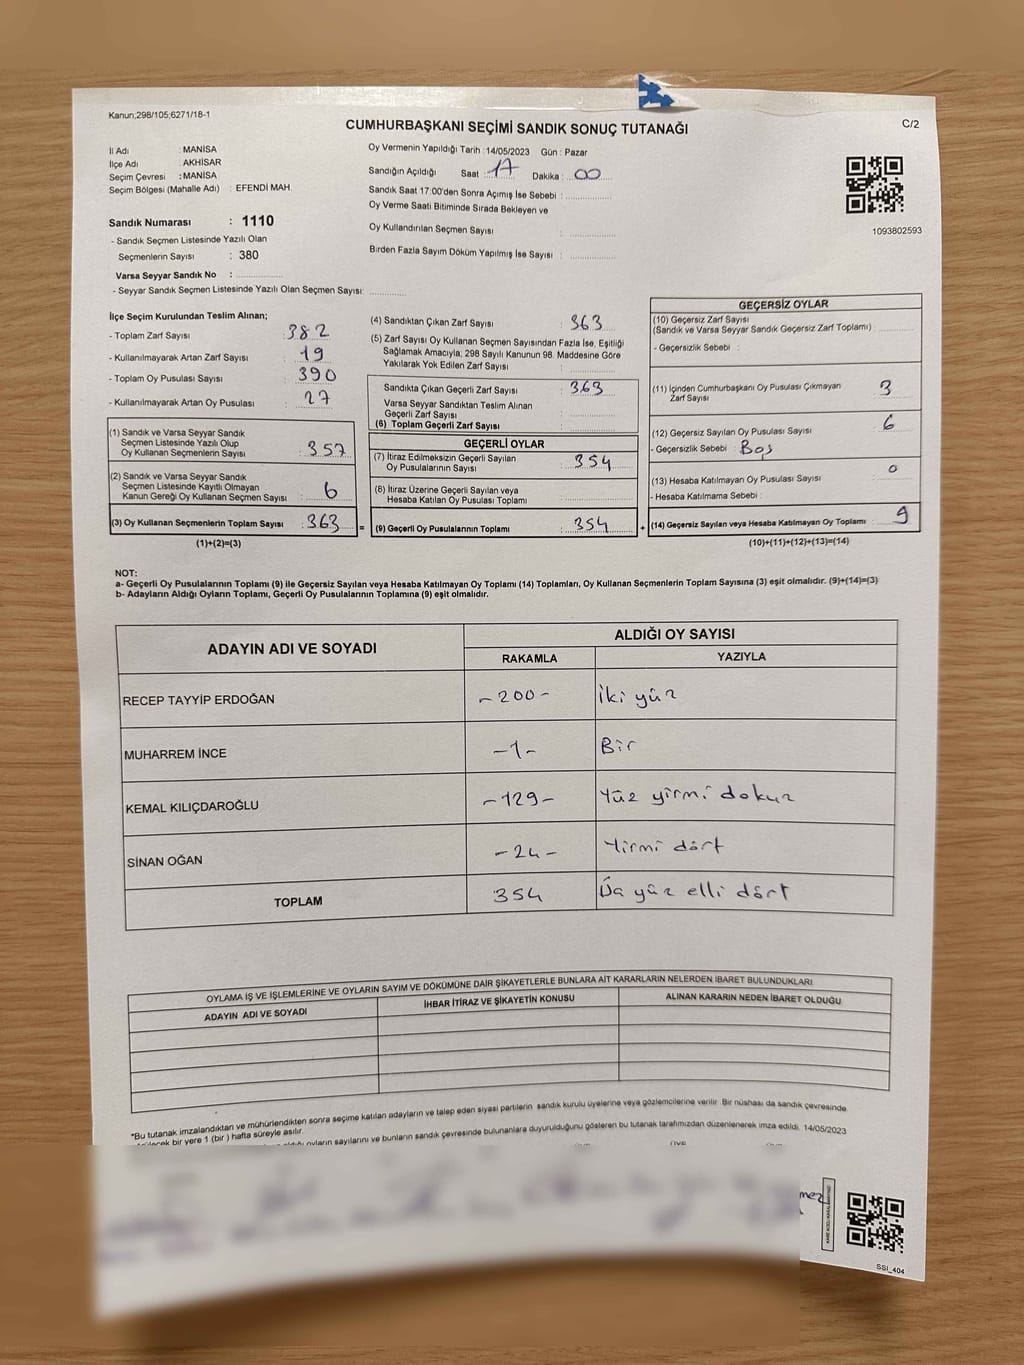 Kanun;298/105;6271/18-1
CUMHURBAŞKANI SEÇİMİ SANDIK SONUÇ TUTANAĞI
C/2
İl Adı : MANİSA
İlçe Adı : AKHİSAR
Seçim Çevresi : MANİSA
Seçim Bölgesi (Mahalle Adı) : EFENDİ MAH.
Sandık Numarası : 1110
- Sandık Seçmen Listesinde Yazılı Olan
Seçmenlerin Sayısı : 380
Varsa Seyyar Sandık No :
- Seyyar Sandık Seçmen Listesinde Yazılı Olan Seçmen Sayısı:
Oy Vermenin Yapıldığı Tarih : 14/05/2023 Gün : Pazar
Sandığın Açıldığı Saat : 17 Dakika : 00
Sandık Saat 17:00'den Sonra Açımış İse Sebebi :
Oy Verme Saati Bitiminde Sırada Bekleyen ve
Oy Kullandırılan Seçmen Sayısı :
Birden Fazla Sayım Döküm Yapılmış İse Sayısı :
1093802593
İlçe Seçim Kurulundan Teslim Alınan;
- Toplam Zarf Sayısı : 382
- Kullanılmayarak Artan Zarf Sayısı : 19
- Toplam Oy Pusulası Sayısı : 390
- Kullanılmayarak Artan Oy Pusulası : 27
(1) Sandık ve Varsa Seyyar Sandık
Seçmen Listesinde Yazılı Olup
Oy Kullanan Seçmenlerin Sayısı : 357
(2) Sandık ve Varsa Seyyar Sandık
Seçmen Listesinde Kayıtlı Olmayan
Kanun Gereği Oy Kullanan Seçmen Sayısı : 6
(3) Oy Kullanan Seçmenlerin Toplam Sayısı : 363
(1)+(2)=(3)
(4) Sandıktan Çıkan Zarf Sayısı : 363
(5) Zarf Sayısı Oy Kullanan Seçmen Sayısından Fazla İse, Eşitliği
Sağlamak Amacıyla, 298 Sayılı Kanunun 98. Maddesine Göre
Yakılarak Yok Edilen Zarf Sayısı :
Sandıkta Çıkan Geçerli Zarf Sayısı : 363
Varsa Seyyar Sandıktan Teslim Alınan
Geçerli Zarf Sayısı :
(6) Toplam Geçerli Zarf Sayısı :
GEÇERLİ OYLAR
(7) İtiraz Edilmeksizin Geçerli Sayılan
Oy Pusulalarının Sayısı : 354
(8) İtiraz Üzerine Geçerli Sayılan veya
Hesaba Katılan Oy Pusulası Toplamı :
= (9) Geçerli Oy Pusulalarının Toplamı : 354
GEÇERSİZ OYLAR
(10) Geçersiz Zarf Sayısı
(Sandık ve Varsa Seyyar Sandık Geçersiz Zarf Toplamı) :
- Geçersizlik Sebebi :
(11) İçinden Cumhurbaşkanı Oy Pusulası Çıkmayan
Zarf Sayısı : 3
(12) Geçersiz Sayılan Oy Pusulası Sayısı : 6
- Geçersizlik Sebebi : Boş
(13) Hesaba Katılmayan Oy Pusulası Sayısı : 0
- Hesaba Katılmama Sebebi :
+ (14) Geçersiz Sayılan veya Hesaba Katılmayan Oy Toplamı : 9
(10)+(11)+(12)+(13)=(14)
NOT:
a- Geçerli Oy Pusulalarının Toplamı (9) ile Geçersiz Sayılan veya Hesaba Katılmayan Oy Toplamı (14) Toplamları, Oy Kullanan Seçmenlerin Toplam Sayısına (3) eşit olmalıdır. (9)+(14)=(3)
b- Adayların Aldığı Oyların Toplamı, Geçerli Oy Pusulalarının Toplamına (9) eşit olmalıdır.
ADAYIN ADI VE SOYADI
ALDIĞI OY SAYISI
RAKAMLA YAZIYLA
RECEP TAYYİP ERDOĞAN -200- İki yüz
MUHARREM İNCE -1- Bir
KEMAL KILIÇDAROĞLU -129- Yüz yirmi dokuz
SİNAN OĞAN -24- Yirmi dört
TOPLAM 354 Üç yüz elli dört
OYLAMA İŞ VE İŞLEMLERİNE VE OYLARIN SAYIM VE DÖKÜMÜNE DAİR ŞİKAYETLERLE BUNLARA AİT KARARLARIN NELERDEN İBARET BULUNDUKLARI
ADAYIN ADI VE SOYADI İHBAR İTİRAZ VE ŞİKAYETİN KONUSU ALINAN KARARIN NEDEN İBARET OLDUĞU
*Bu tutanak imzalandıktan ve mühürlendikten sonra seçime katılan adayların ve talep eden siyasi partilerin sandık kurulu üyelerine veya gözlemcilerine verilir. Bir nüshası da sandık çevresinde
bir yere 1 (bir) hafta süreyle asılır.
oyların sayılarını ve bunların sandık çevresinde bulunanlara duyurulduğunu gösteren bu tutanak tarafımızdan düzenlenerek imza edildi. 14/05/2023
SSI_404